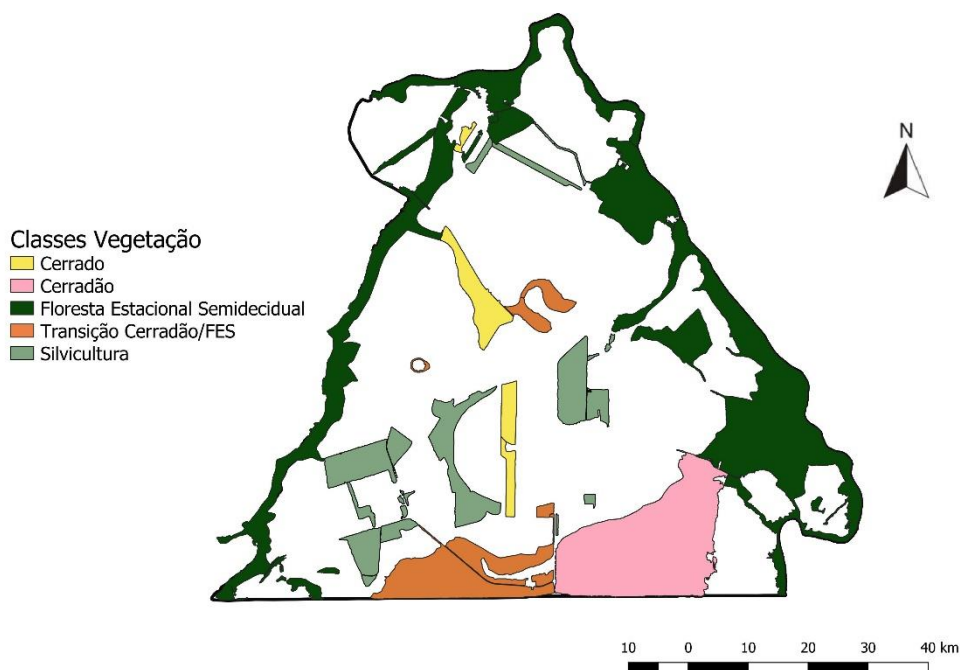 N
Classes Vegetação
Cerrado
Cerradão
Floresta Estacional Semidecidual
Transição Cerradão/FES
Silvicultura
10 0 10 20 30 40 km